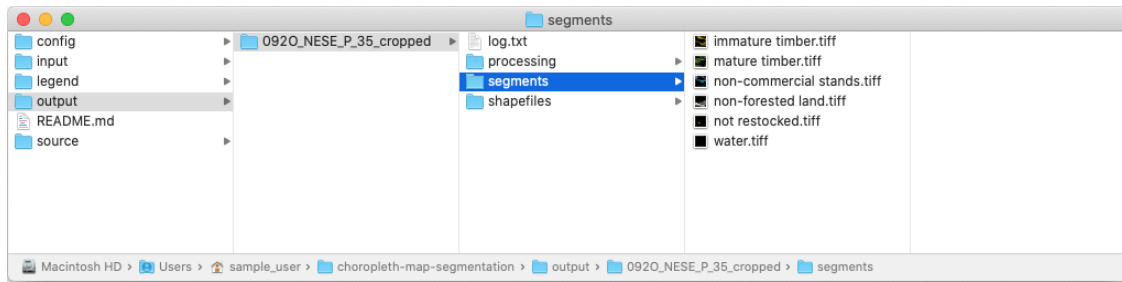 segments
config
input
legend
output
README.md
source
092O_NESE_P_35_cropped
log.txt
processing
segments
shapefiles
immature timber.tiff
mature timber.tiff
non-commercial stands.tiff
non-forested land.tiff
not restocked.tiff
water.tiff
Macintosh HD › Users › sample_user › choropleth-map-segmentation › output › 092O_NESE_P_35_cropped › segments